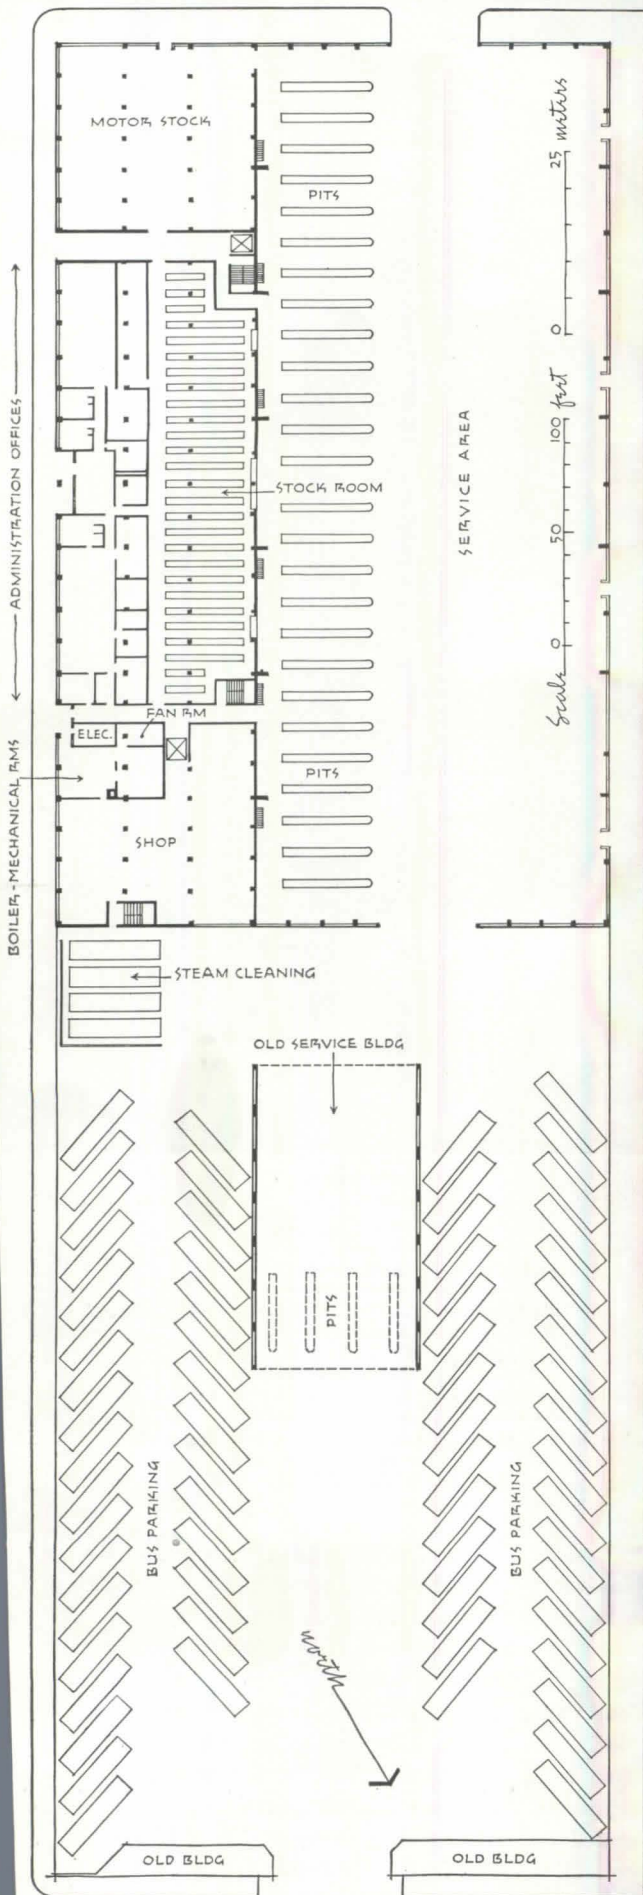 MOTOR STOCK
PITS
25 meters
0
ADMINISTRATION OFFICES
SERVICE AREA
100 feet
50
Scale 0
STOCK ROOM
FAN RM
ELEC.
BOILER-MECHANICAL RMS
PITS
SHOP
STEAM CLEANING
OLD SERVICE BLDG
PITS
BUS PARKING
BUS PARKING
north
OLD BLDG
OLD BLDG